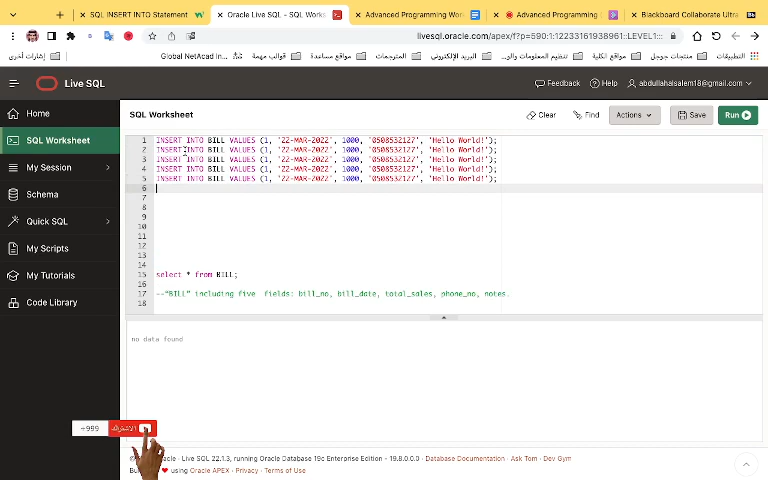 SQL INSERT INTO Statement
Oracle Live SQL - SQL Works
Advanced Programming Wor
Advanced Programming
Blackboard Collaborate Ultra
livesql.oracle.com/apex/f?p=590:1:12233161938961::LEVEL1:::
إشارات أخرى
Global NetAcad In...
قوالب مهمة
مواقع مساعدة
المترجمات
البريد الإلكتروني
تنظيم المعلومات والو...
مواقع الكلية
منتجات جوجل
التطبيقات
Live SQL
Feedback
Help
abdullahalsalem18@gmail.com
Home
SQL Worksheet
My Session
Schema
Quick SQL
My Scripts
My Tutorials
Code Library
SQL Worksheet
Clear
Find
Actions
Save
Run
1 INSERT INTO BILL VALUES (1, '22-MAR-2022', 1000, '0508532127', 'Hello World!');
2 INSERT INTO BILL VALUES (1, '22-MAR-2022', 1000, '0508532127', 'Hello World!');
3 INSERT INTO BILL VALUES (1, '22-MAR-2022', 1000, '0508532127', 'Hello World!');
4 INSERT INTO BILL VALUES (1, '22-MAR-2022', 1000, '0508532127', 'Hello World!');
5 INSERT INTO BILL VALUES (1, '22-MAR-2022', 1000, '0508532127', 'Hello World!');
6
7
8
9
10
11
12
13
14
15 select * from BILL;
16
17 --"BILL" including five fields: bill_no, bill_date, total_sales, phone_no, notes.
18
no data found
+999
الاشتراك
Oracle · Live SQL 22.1.3, running Oracle Database 19c Enterprise Edition - 19.8.0.0.0 · Database Documentation · Ask Tom · Dev Gym
using Oracle APEX · Privacy · Terms of Use